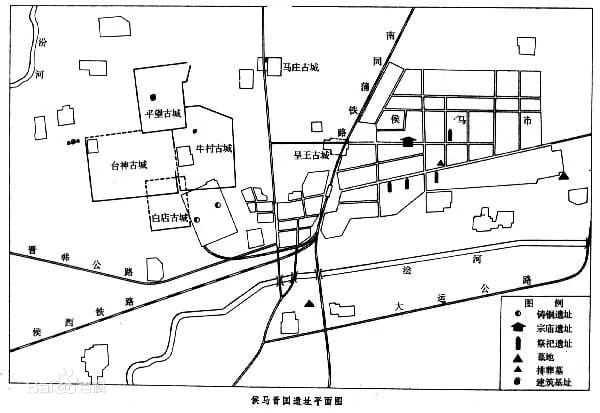 汾河
平望古城
台神古城
牛村古城
白店古城
马庄古城
呈王古城
南同蒲铁路
侯马市
晋韩公路
侯西铁路
浍河
大运公路
图例
铸铜遗址
宗庙遗址
祭祀遗址
墓地
排葬墓
建筑基址
Bai 百科
侯马晋国遗址平面图